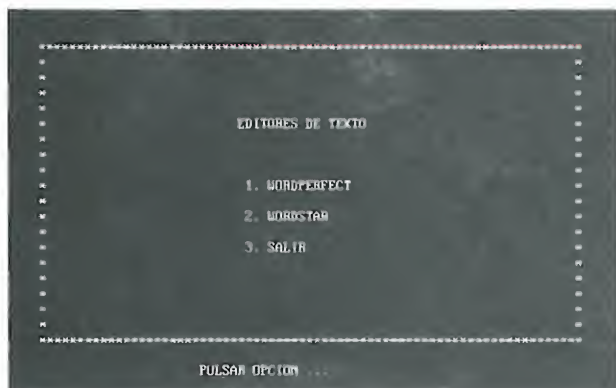 EDITORES DE TEXTO
1. WORDPERFECT
2. WORDSTAR
3. SALIR
PULSAR OPCION ...